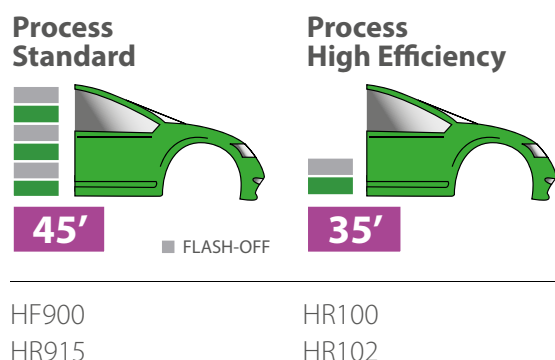 Process
Standard
Process
High Efficiency
45’
FLASH-OFF
35’
HF900
HR100
HR915
HR102